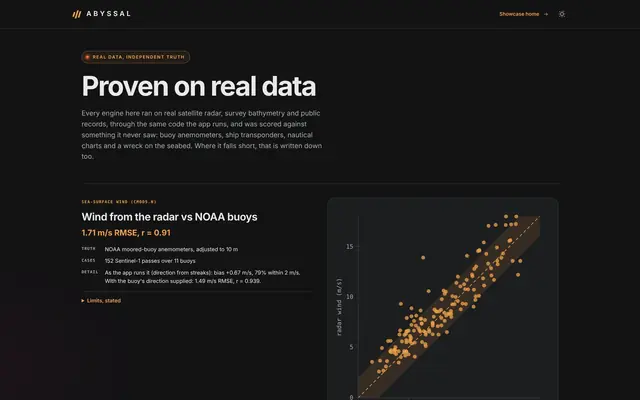 ABYSSAL
Showcase home →
REAL DATA, INDEPENDENT TRUTH
Proven on real data
Every engine here ran on real satellite radar, survey bathymetry and public
records, through the same code the app runs, and was scored against
something it never saw: buoy anemometers, ship transponders, nautical
charts and a wreck on the seabed. Where it falls short, that is written down
too.
SEA-SURFACE WIND (CMOD5.N)
Wind from the radar vs NOAA buoys
1.71 m/s RMSE, r = 0.91
TRUTH NOAA moored-buoy anemometers, adjusted to 10 m
CASES 152 Sentinel-1 passes over 11 buoys
DETAIL As the app runs it (direction from streaks): bias +0.67 m/s, 79% within 2 m/s.
With the buoy's direction supplied: 1.49 m/s RMSE, r = 0.939.
▸ Limits, stated
15
10
5
0
radar wind (m/s)